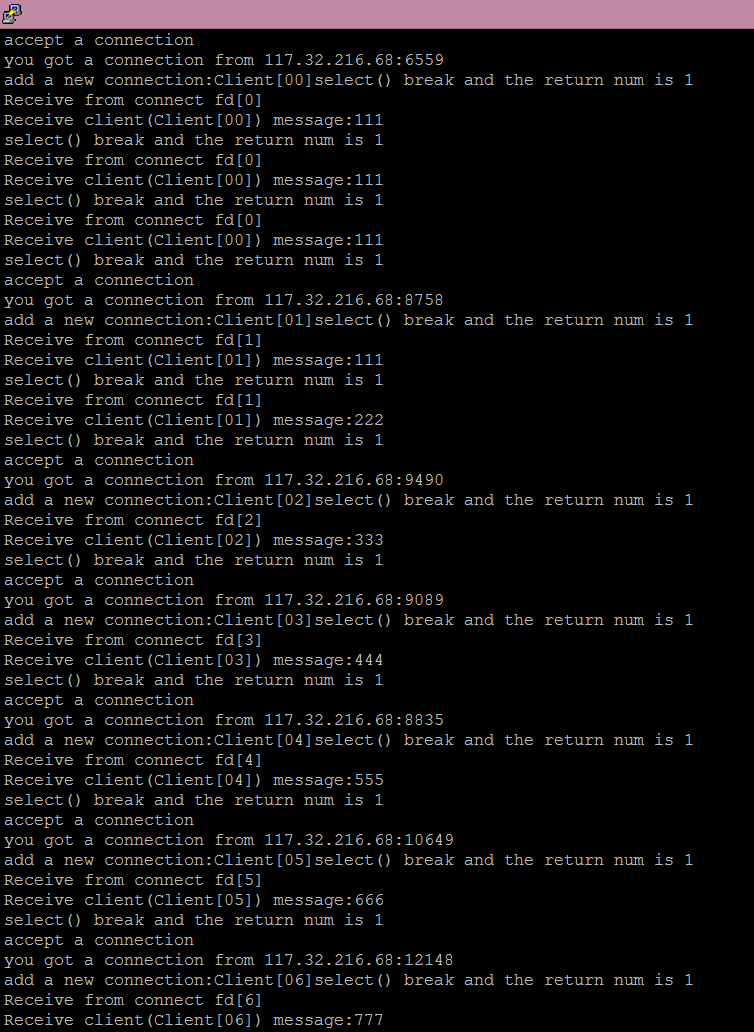 accept a connection
you got a connection from 117.32.216.68:6559
add a new connection:Client[00]select() break and the return num is 1
Receive from connect fd[0]
Receive client(Client[00]) message:111
select() break and the return num is 1
Receive from connect fd[0]
Receive client(Client[00]) message:111
select() break and the return num is 1
Receive from connect fd[0]
Receive client(Client[00]) message:111
select() break and the return num is 1
accept a connection
you got a connection from 117.32.216.68:8758
add a new connection:Client[01]select() break and the return num is 1
Receive from connect fd[1]
Receive client(Client[01]) message:111
select() break and the return num is 1
Receive from connect fd[1]
Receive client(Client[01]) message:222
select() break and the return num is 1
accept a connection
you got a connection from 117.32.216.68:9490
add a new connection:Client[02]select() break and the return num is 1
Receive from connect fd[2]
Receive client(Client[02]) message:333
select() break and the return num is 1
accept a connection
you got a connection from 117.32.216.68:9089
add a new connection:Client[03]select() break and the return num is 1
Receive from connect fd[3]
Receive client(Client[03]) message:444
select() break and the return num is 1
accept a connection
you got a connection from 117.32.216.68:8835
add a new connection:Client[04]select() break and the return num is 1
Receive from connect fd[4]
Receive client(Client[04]) message:555
select() break and the return num is 1
accept a connection
you got a connection from 117.32.216.68:10649
add a new connection:Client[05]select() break and the return num is 1
Receive from connect fd[5]
Receive client(Client[05]) message:666
select() break and the return num is 1
accept a connection
you got a connection from 117.32.216.68:12148
add a new connection:Client[06]select() break and the return num is 1
Receive from connect fd[6]
Receive client(Client[06]) message:777